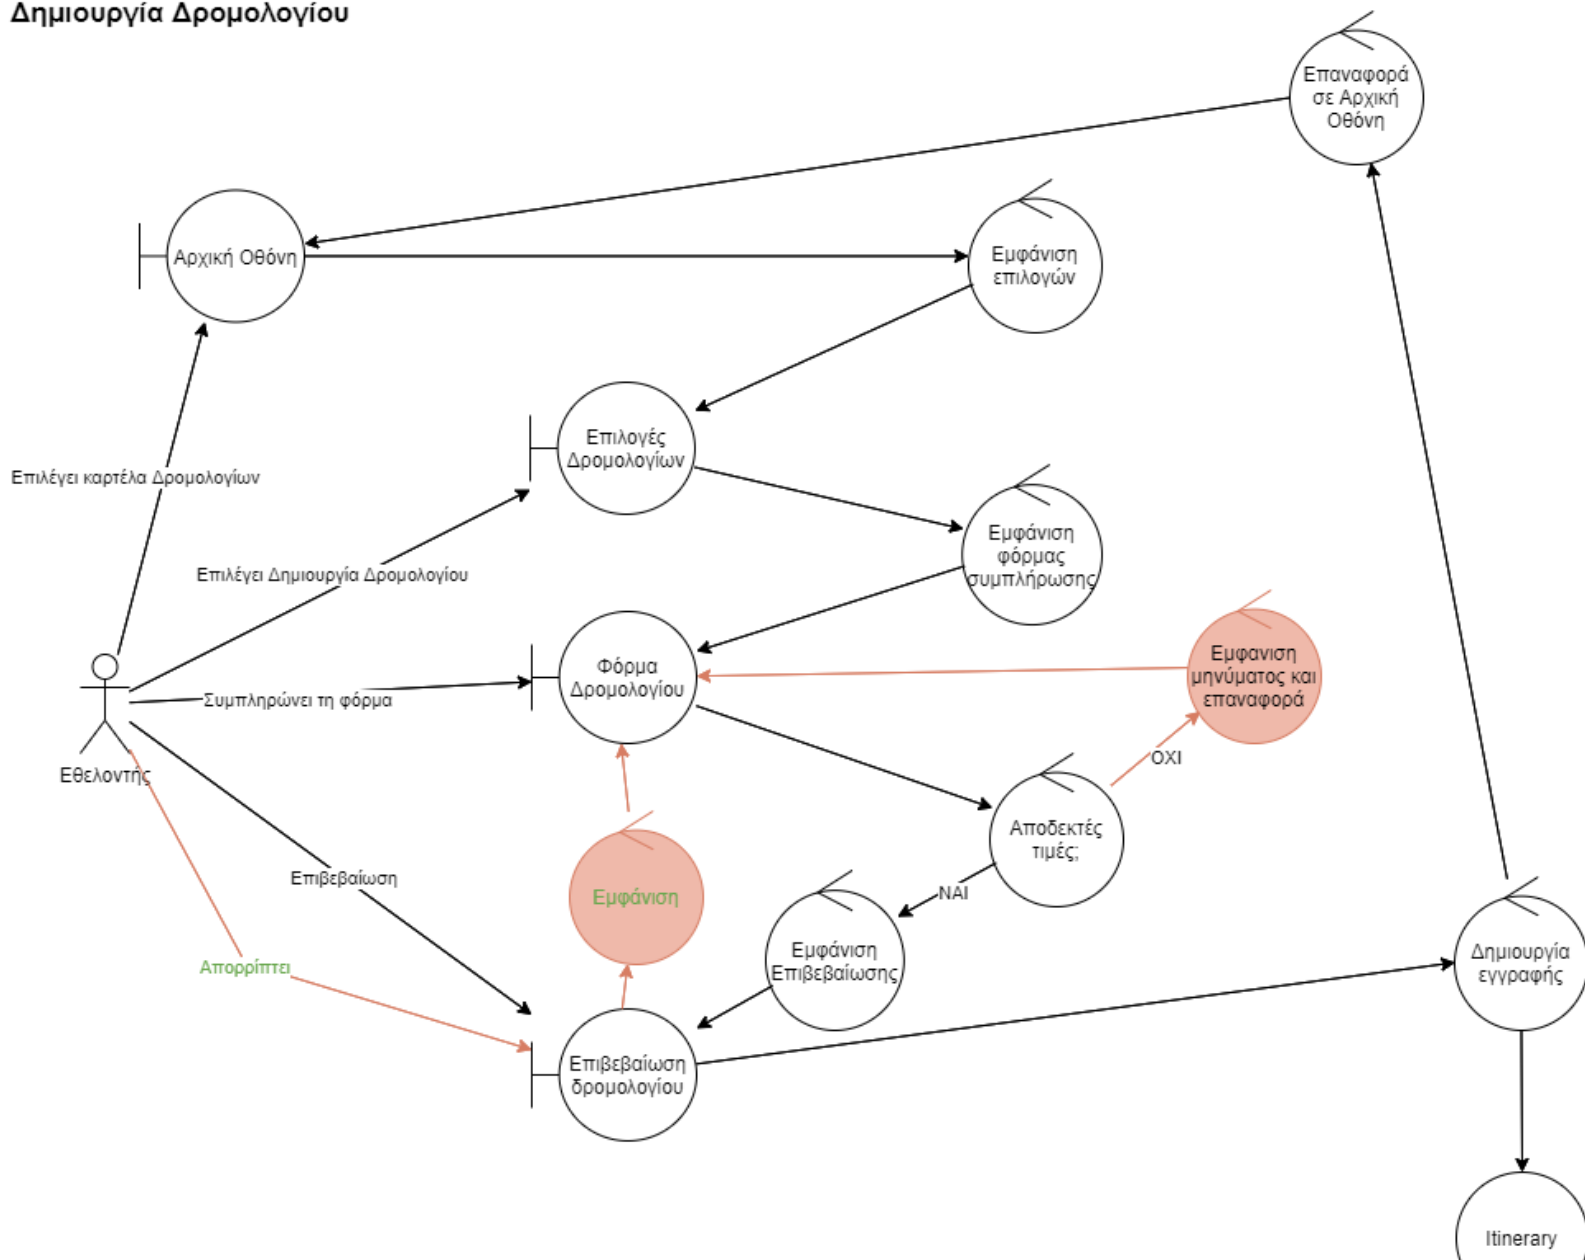 Δημιουργία Δρομολογίου
Επαναφορά
σε Αρχική
Οθόνη
Αρχική Οθόνη
Εμφάνιση
επιλογών
Επιλογές
Δρομολογίων
Επιλέγει καρτέλα Δρομολογίων
Εμφάνιση
φόρμας
συμπλήρωσης
Επιλέγει Δημιουργία Δρομολογίου
Φόρμα
Δρομολογίου
Εμφανιση
μηνύματος και
επαναφορά
Συμπληρώνει τη φόρμα
Εθελοντής
ΟΧΙ
Αποδεκτές
τιμές;
Επιβεβαίωση
Εμφάνιση
ΝΑΙ
Εμφάνιση
Επιβεβαίωσης
Απορρίπτει
Δημιουργία
εγγραφής
Επιβεβαίωση
δρομολογίου
Itinerary